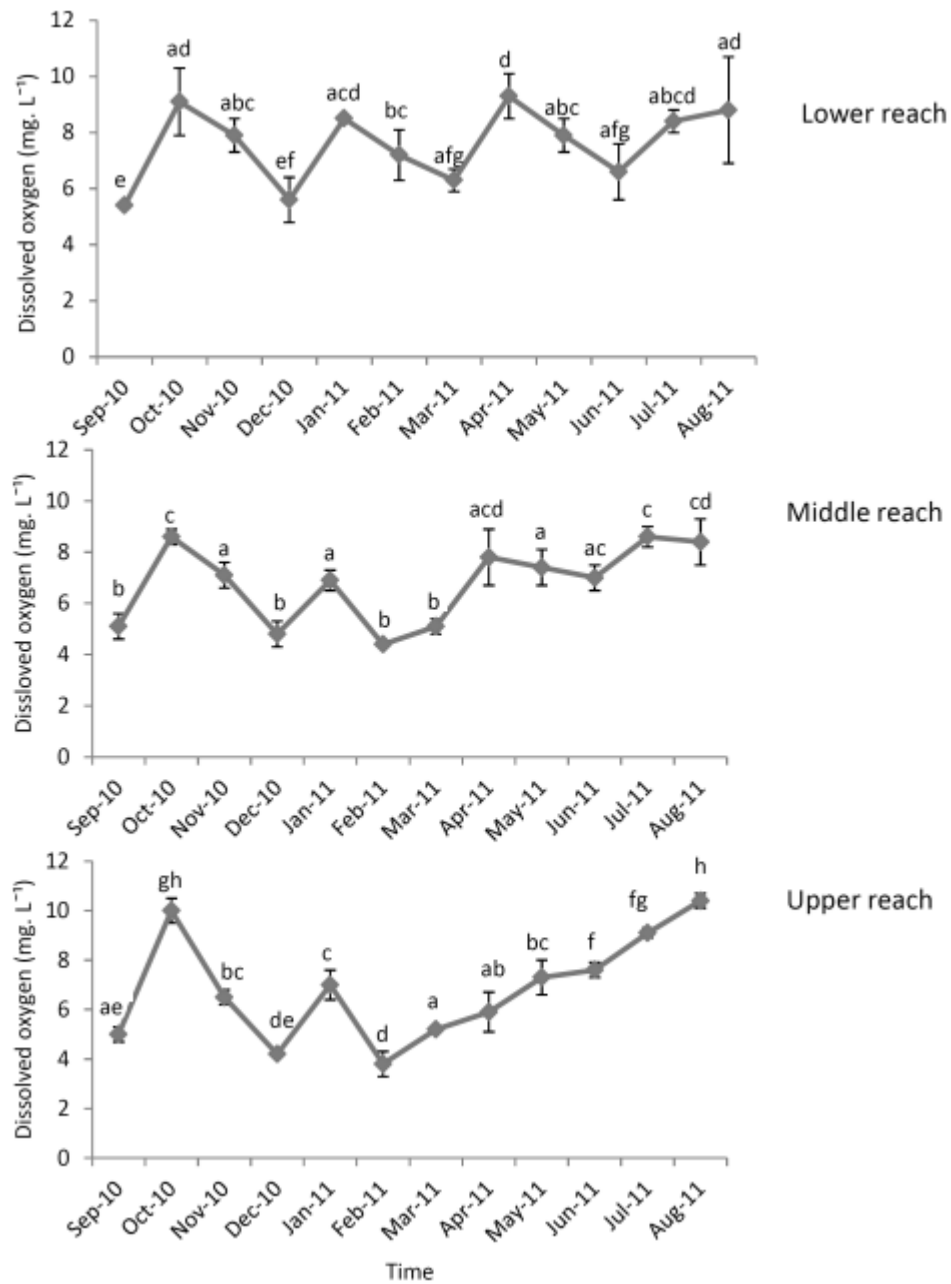 12
10
8
6
4
2
0
Dissolved oxygen (mg. L⁻¹)
e
ad
abc
ef
acd
bc
afg
d
abc
afg
abcd
ad
Lower reach
Sep-10
Oct-10
Nov-10
Dec-10
Jan-11
Feb-11
Mar-11
Apr-11
May-11
Jun-11
Jul-11
Aug-11
12
10
8
6
4
2
0
Dissloved oxygen (mg. L⁻¹)
b
c
a
b
a
b
b
acd
a
ac
c
cd
Middle reach
Sep-10
Oct-10
Nov-10
Dec-10
Jan-11
Feb-11
Mar-11
Apr-11
May-11
Jun-11
Jul-11
Aug-11
12
10
8
6
4
2
0
Dissolved oxygen (mg. L⁻¹)
ae
gh
bc
de
c
d
a
ab
bc
f
fg
h
Upper reach
Sep-10
Oct-10
Nov-10
Dec-10
Jan-11
Feb-11
Mar-11
Apr-11
May-11
Jun-11
Jul-11
Aug-11
Time